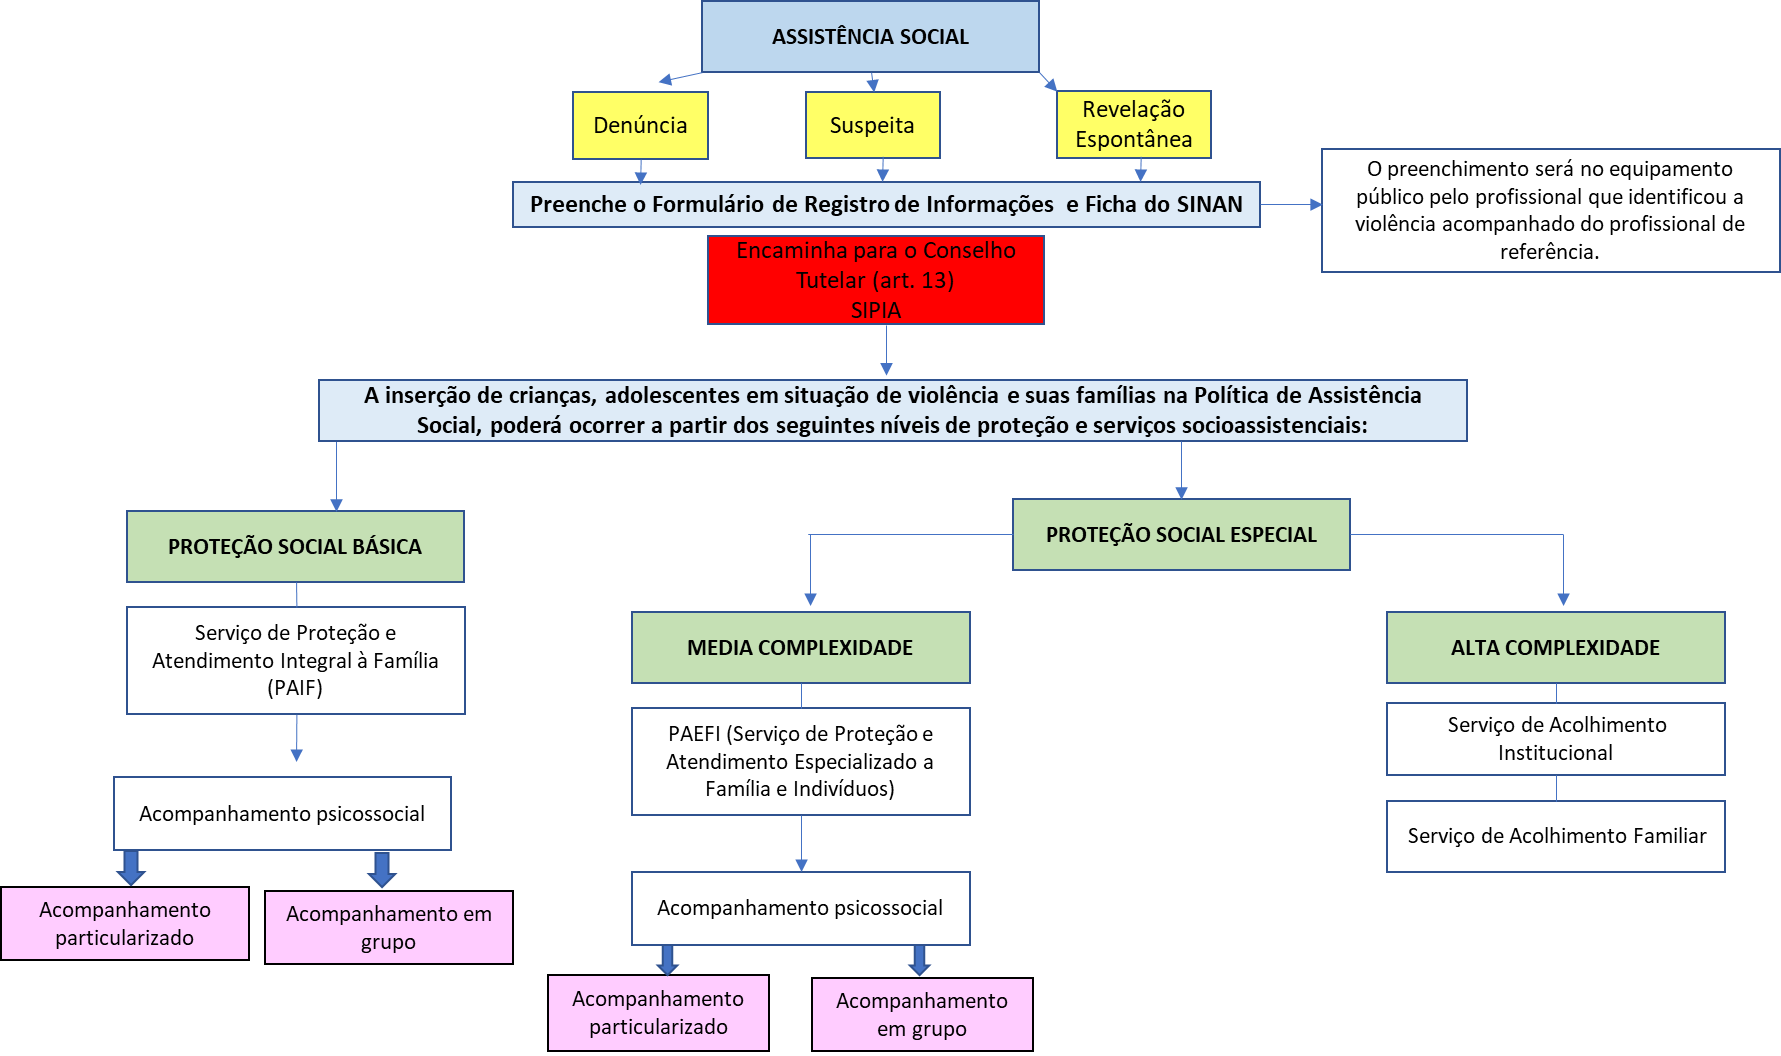 ASSISTÊNCIA SOCIAL
Denúncia
Suspeita
Revelação
Espontânea
Preenche o Formulário de Registro de Informações e Ficha do SINAN
O preenchimento será no equipamento
público pelo profissional que identificou a
violência acompanhado do profissional de
referência.
Encaminha para o Conselho
Tutelar (art. 13)
SIPIA
A inserção de crianças, adolescentes em situação de violência e suas famílias na Política de Assistência
Social, poderá ocorrer a partir dos seguintes níveis de proteção e serviços socioassistenciais:
PROTEÇÃO SOCIAL BÁSICA
Serviço de Proteção e
Atendimento Integral à Família
(PAIF)
Acompanhamento psicossocial
Acompanhamento
particularizado
Acompanhamento em
grupo
PROTEÇÃO SOCIAL ESPECIAL
MEDIA COMPLEXIDADE
PAEFI (Serviço de Proteção e
Atendimento Especializado a
Família e Indivíduos)
Acompanhamento psicossocial
Acompanhamento
particularizado
Acompanhamento
em grupo
ALTA COMPLEXIDADE
Serviço de Acolhimento
Institucional
Serviço de Acolhimento Familiar